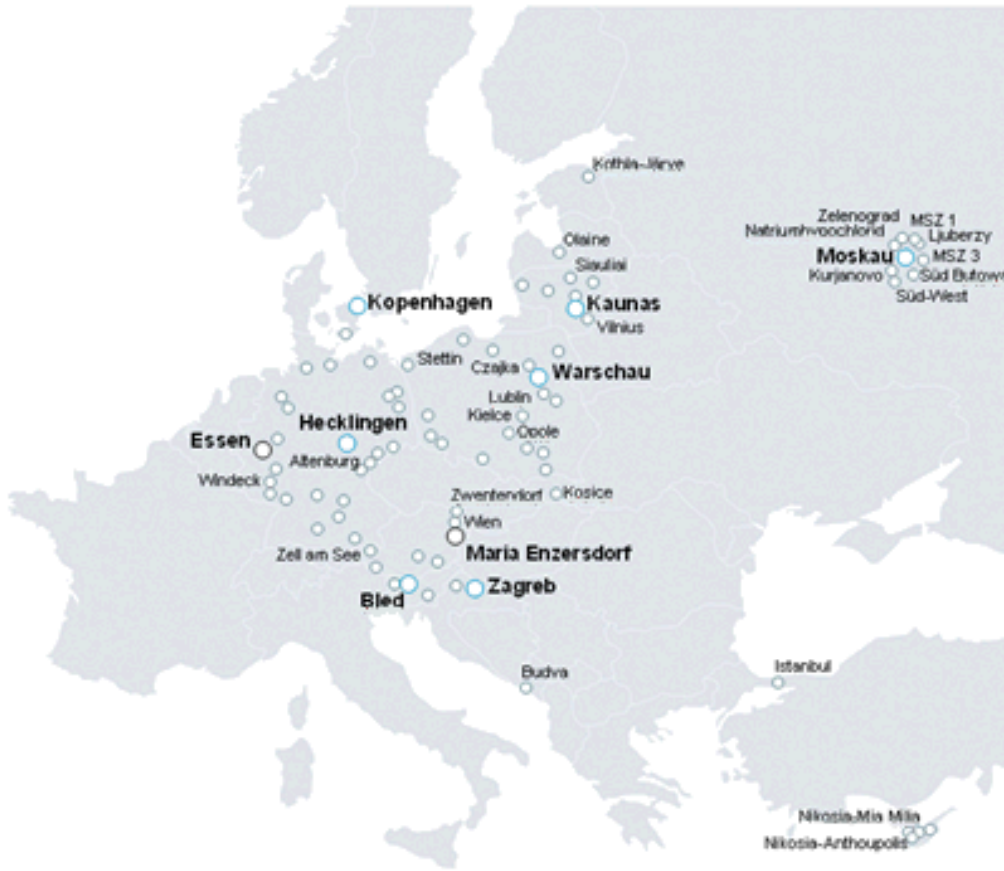 Kothla-Järve
Zelenograd
MSZ 1
Natriumhypochlorid
Ljuberzy
Olaine
Moskau
MSZ 3
Siauliai
Kurjanovo
Süd Butowo
Süd-West
Kopenhagen
Kaunas
Vilnius
Stettin
Czajka
Warschau
Lublin
Kielce
Hecklingen
Opole
Essen
Altenburg
Windeck
Zwentendorf
Kosice
Wien
Zell am See
Maria Enzersdorf
Bled
Zagreb
Budva
Istanbul
Nikosia-Mia Milia
Nikosia-Anthoupolis